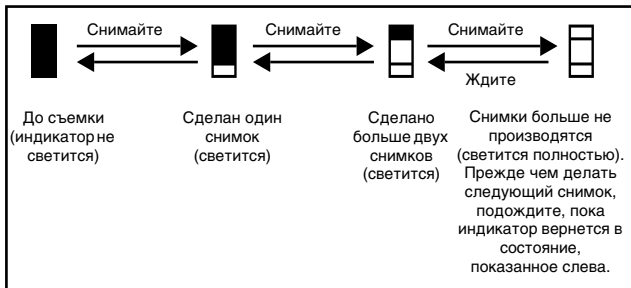 Снимайте
Снимайте
Снимайте
Ждите
До съемки
(индикатор не
светится)
Сделан один
снимок
(светится)
Сделано
больше двух
снимков
(светится)
Снимки больше не
производятся
(светится полностью).
Прежде чем делать
следующий снимок,
подождите, пока
индикатор вернется в
состояние,
показанное слева.